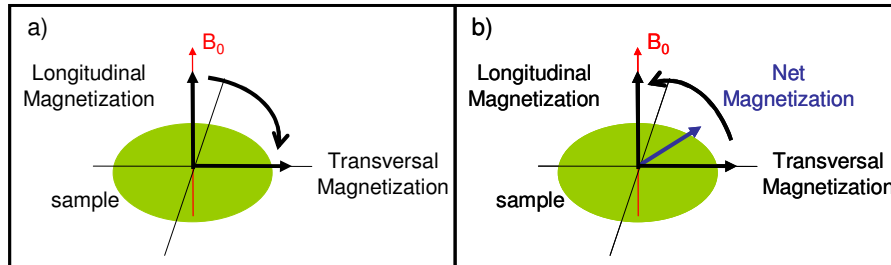 a)
B₀
Longitudinal
Magnetization
Transversal
Magnetization
sample
b)
B₀
Longitudinal
Magnetization
Net
Magnetization
Transversal
Magnetization
sample